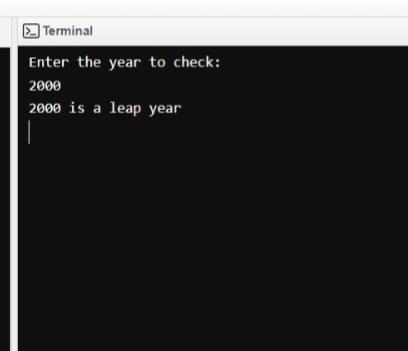 Terminal
Enter the year to check:
2000
2000 is a leap year